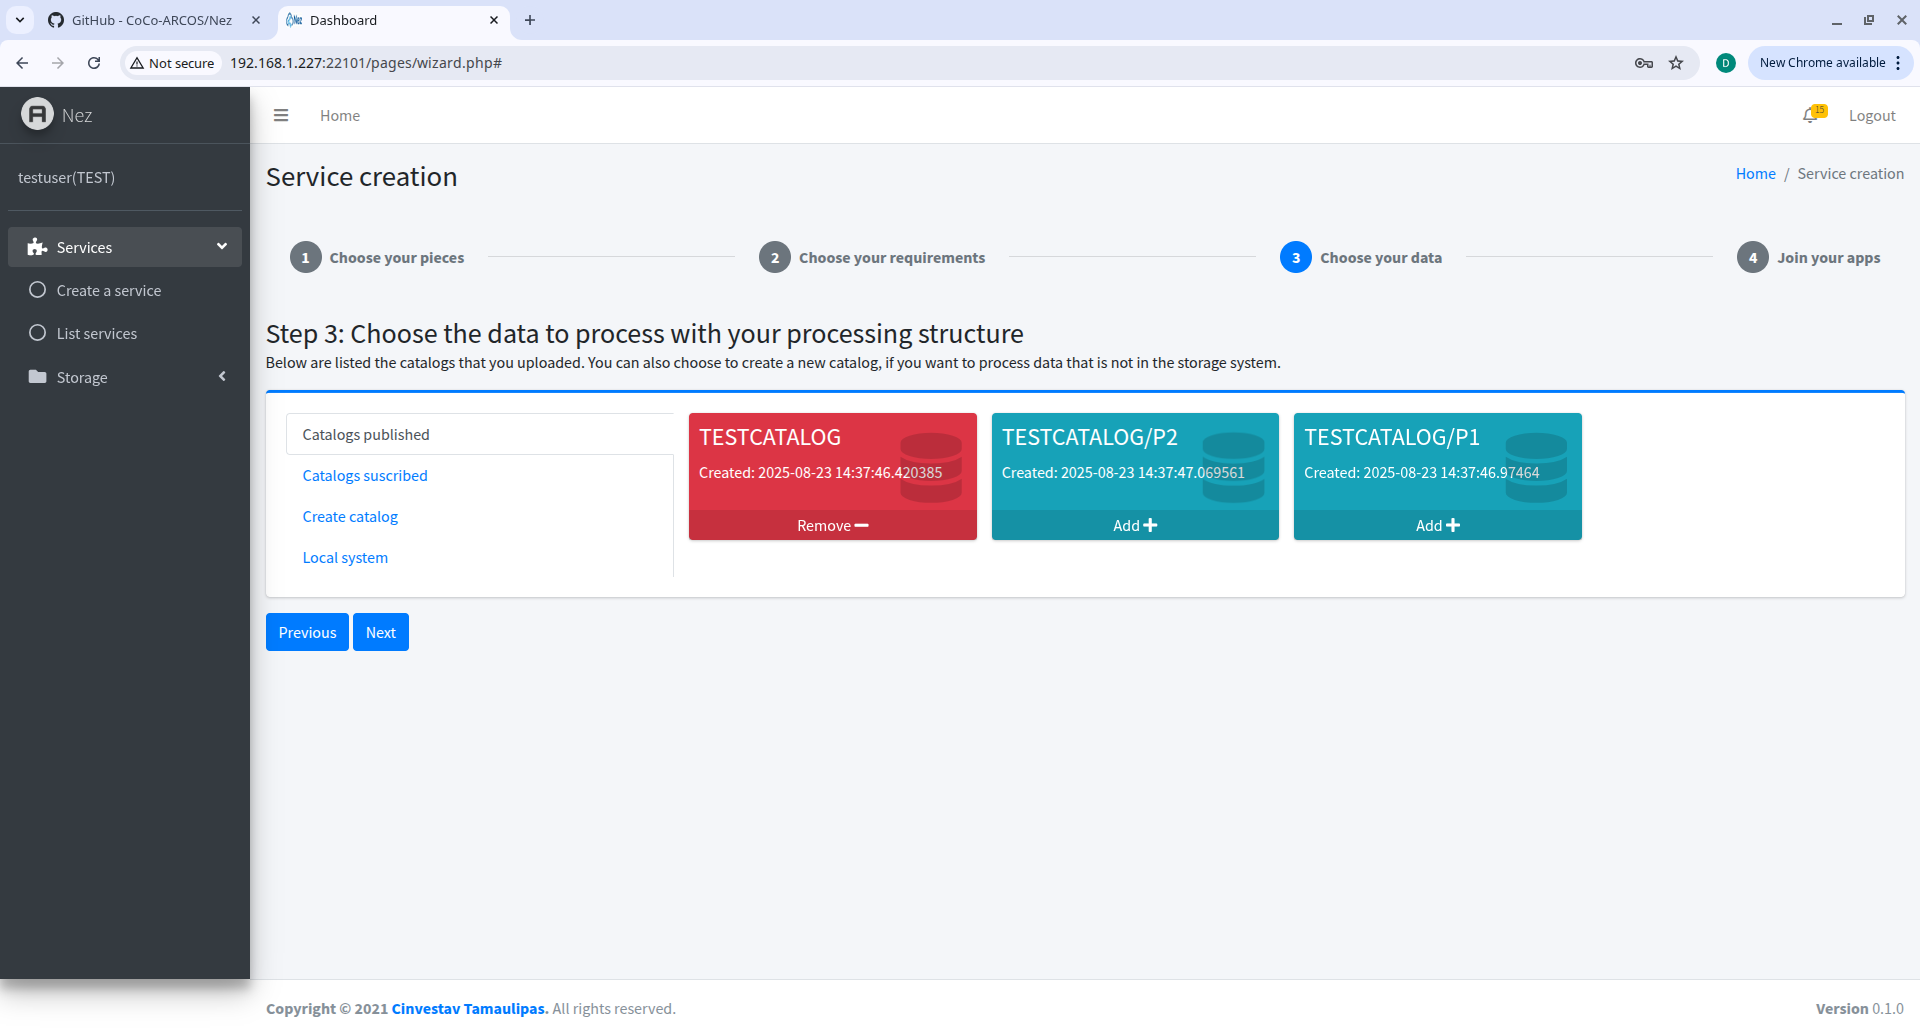 GitHub - CoCo-ARCOS/Nez
Dashboard
Not secure
192.168.1.227:22101/pages/wizard.php#
D
New Chrome available
Nez
Home
15
Logout
testuser(TEST)
Service creation
Home / Service creation
Services
Create a service
List services
Storage
1 Choose your pieces
2 Choose your requirements
3 Choose your data
4 Join your apps
Step 3: Choose the data to process with your processing structure
Below are listed the catalogs that you uploaded. You can also choose to create a new catalog, if you want to process data that is not in the storage system.
Catalogs published
Catalogs suscribed
Create catalog
Local system
TESTCATALOG
Created: 2025-08-23 14:37:46.420385
Remove
TESTCATALOG/P2
Created: 2025-08-23 14:37:47.069561
Add
TESTCATALOG/P1
Created: 2025-08-23 14:37:46.97464
Add
Previous
Next
Copyright © 2021 Cinvestav Tamaulipas. All rights reserved.
Version 0.1.0